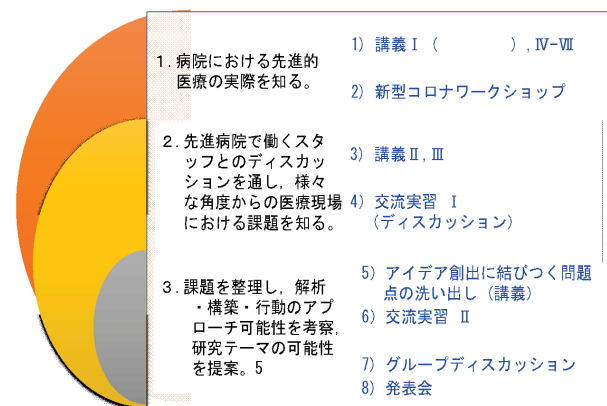 1．病院における先進的
医療の実際を知る。
1）講義Ⅰ（　　　　），Ⅳ-Ⅶ
2）新型コロナワークショップ
2．先進病院で働くスタ
ッフとのディスカッ
ションを通し，様々
な角度からの医療現場
における課題を知る。
3）講義Ⅱ，Ⅲ
4）交流実習　Ⅰ
（ディスカッション）
3．課題を整理し，解析
・構築・行動のアプ
ローチ可能性を考察，
研究テーマの可能性
を提案。5
5）アイデア創出に結びつく問題
点の洗い出し（講義）
6）交流実習　Ⅱ
7）グループディスカッション
8）発表会